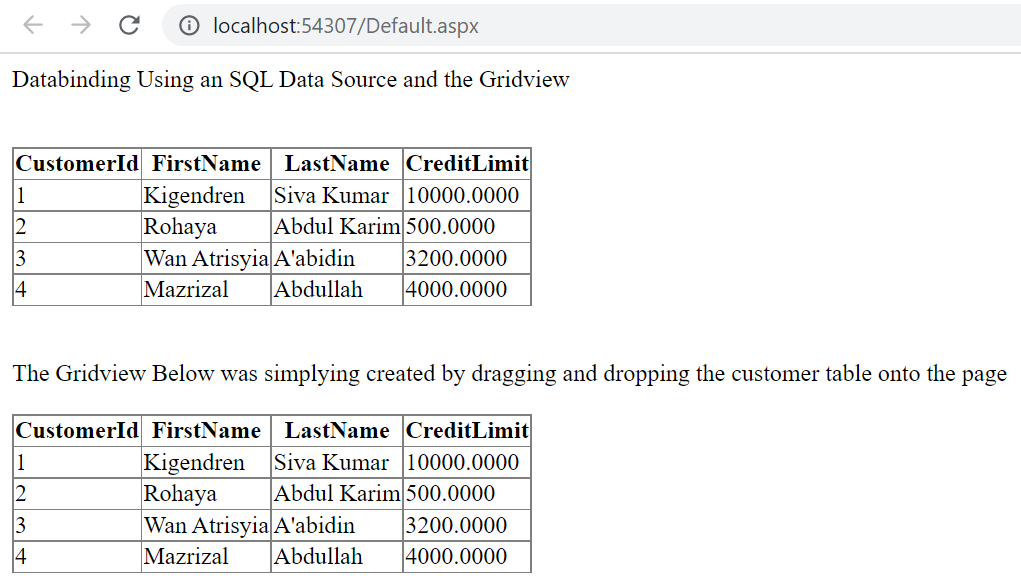 localhost:54307/Default.aspx
Databinding Using an SQL Data Source and the Gridview
CustomerId FirstName LastName CreditLimit
1 Kigendren Siva Kumar 10000.0000
2 Rohaya Abdul Karim 500.0000
3 Wan Atrisyia A'abidin 3200.0000
4 Mazrizal Abdullah 4000.0000
The Gridview Below was simplying created by dragging and dropping the customer table onto the page
CustomerId FirstName LastName CreditLimit
1 Kigendren Siva Kumar 10000.0000
2 Rohaya Abdul Karim 500.0000
3 Wan Atrisyia A'abidin 3200.0000
4 Mazrizal Abdullah 4000.0000